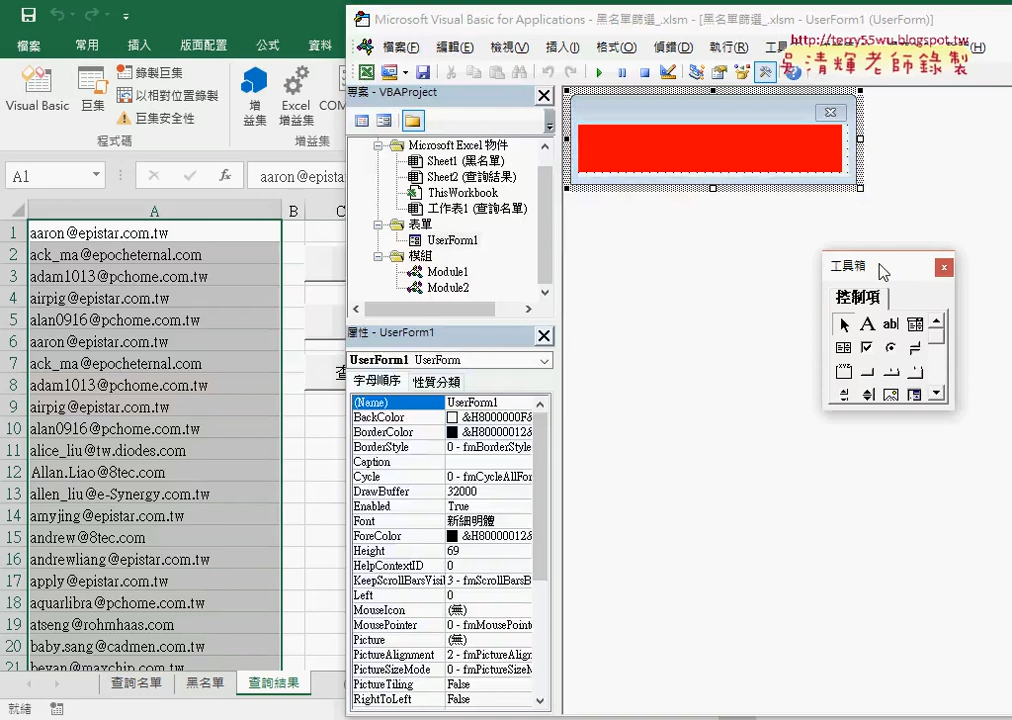 檔案 常用 插入 版面配置 公式 資料
Visual Basic
巨集
錄製巨集
以相對位置錄製
巨集安全性
程式碼
增
益集
Excel
增益集
COM
增益集
A1
fx
aaron@epista
A B C
1 aaron@epistar.com.tw
2 ack_ma@epocheternal.com
3 adam1013@pchome.com.tw
4 airpig@epistar.com.tw
5 alan0916@pchome.com.tw
6 aaron@epistar.com.tw
7 ack_ma@epocheternal.com
8 adam1013@pchome.com.tw
9 airpig@epistar.com.tw
10 alan0916@pchome.com.tw
11 alice_liu@tw.diodes.com
12 Allan.Liao@8tec.com
13 allen_liu@e-Synergy.com.tw
14 amyjing@epistar.com.tw
15 andrew@8tec.com
16 andrewliang@epistar.com.tw
17 apply@epistar.com.tw
18 aquarlibra@pchome.com.tw
19 atseng@rohmhaas.com
20 baby.sang@cadmen.com.tw
21 bevan@maxchip.com.tw
查詢名單 黑名單 查詢結果
就緒
Microsoft Visual Basic for Applications - 黑名單篩選_.xlsm - [黑名單篩選_.xlsm - UserForm1 (UserForm)]
檔案(F) 編輯(E) 檢視(V) 插入(I) 格式(O) 偵錯(D) 執行(R) 工具 (H)
http://terry55wu.blogspot.tw
吳清輝老師錄製
專案 - VBAProject
Microsoft Excel 物件
Sheet1 (黑名單)
Sheet2 (查詢結果)
ThisWorkbook
工作表1 (查詢名單)
表單
UserForm1
模組
Module1
Module2
屬性 - UserForm1
UserForm1 UserForm
字母順序 性質分類
(Name) UserForm1
BackColor &H8000000F&
BorderColor &H80000012&
BorderStyle 0 - fmBorderStyle
Caption
Cycle 0 - fmCycleAllFor
DrawBuffer 32000
Enabled True
Font 新細明體
ForeColor &H80000012&
Height 69
HelpContextID 0
KeepScrollBarsVisil 3 - fmScrollBarsB
Left 0
MouseIcon (無)
MousePointer 0 - fmMousePointe
Picture (無)
PictureAlignment 2 - fmPictureAlign
PictureSizeMode 0 - fmPictureSizeM
PictureTiling False
RightToLeft False
工具箱
控制項
A ab|
xyz